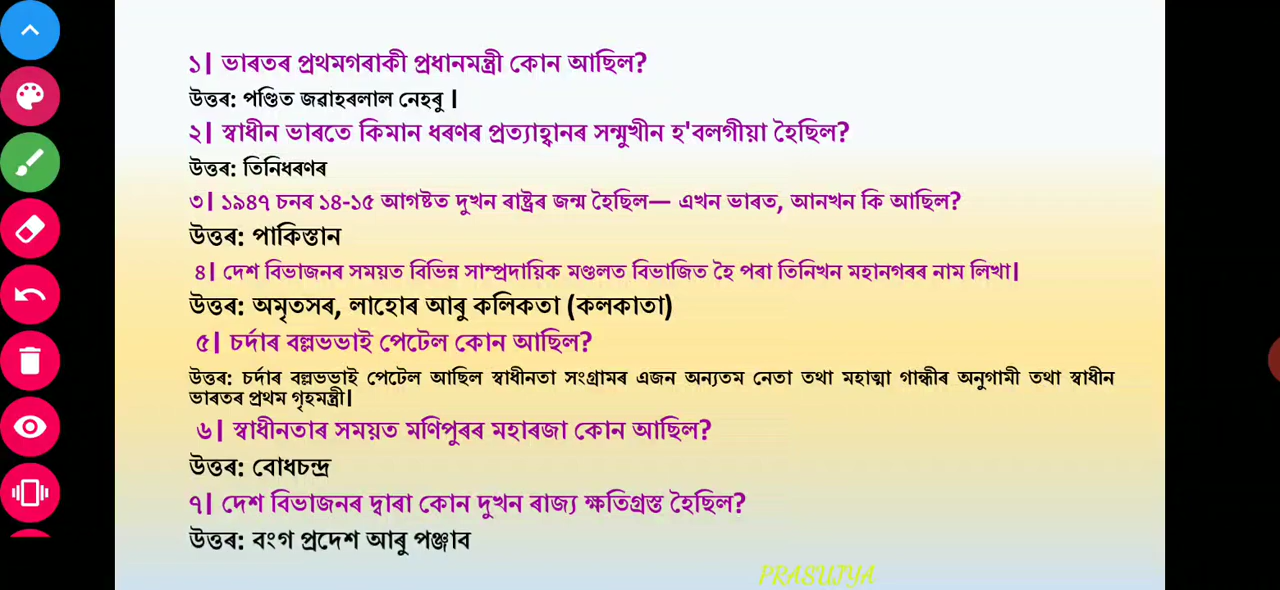 ১| ভাৰতৰ প্ৰথমগৰাকী প্ৰধানমন্ত্ৰী কোন আছিল?
উত্তৰ: পণ্ডিত জৱাহৰলাল নেহৰু |
২| স্বাধীন ভাৰতে কিমান ধৰণৰ প্ৰত্যাহ্বানৰ সন্মুখীন হ'বলগীয়া হৈছিল?
উত্তৰ: তিনিধৰণৰ
৩| ১৯৪৭ চনৰ ১৪-১৫ আগষ্টত দুখন ৰাষ্ট্ৰৰ জন্ম হৈছিল— এখন ভাৰত, আনখন কি আছিল?
উত্তৰ: পাকিস্তান
৪| দেশ বিভাজনৰ সময়ত বিভিন্ন সাম্প্ৰদায়িক মণ্ডলত বিভাজিত হৈ পৰা তিনিখন মহানগৰৰ নাম লিখা|
উত্তৰ: অমৃতসৰ, লাহোৰ আৰু কলিকতা (কলকাতা)
৫| চৰ্দাৰ বল্লভভাই পেটেল কোন আছিল?
উত্তৰ: চৰ্দাৰ বল্লভভাই পেটেল আছিল স্বাধীনতা সংগ্ৰামৰ এজন অন্যতম নেতা তথা মহাত্মা গান্ধীৰ অনুগামী তথা স্বাধীন
ভাৰতৰ প্ৰথম গৃহমন্ত্ৰী|
৬| স্বাধীনতাৰ সময়ত মণিপুৰৰ মহাৰজা কোন আছিল?
উত্তৰ: বোধচন্দ্ৰ
৭| দেশ বিভাজনৰ দ্বাৰা কোন দুখন ৰাজ্য ক্ষতিগ্ৰস্ত হৈছিল?
উত্তৰ: বংগ প্ৰদেশ আৰু পঞ্জাব
PRASUJYA